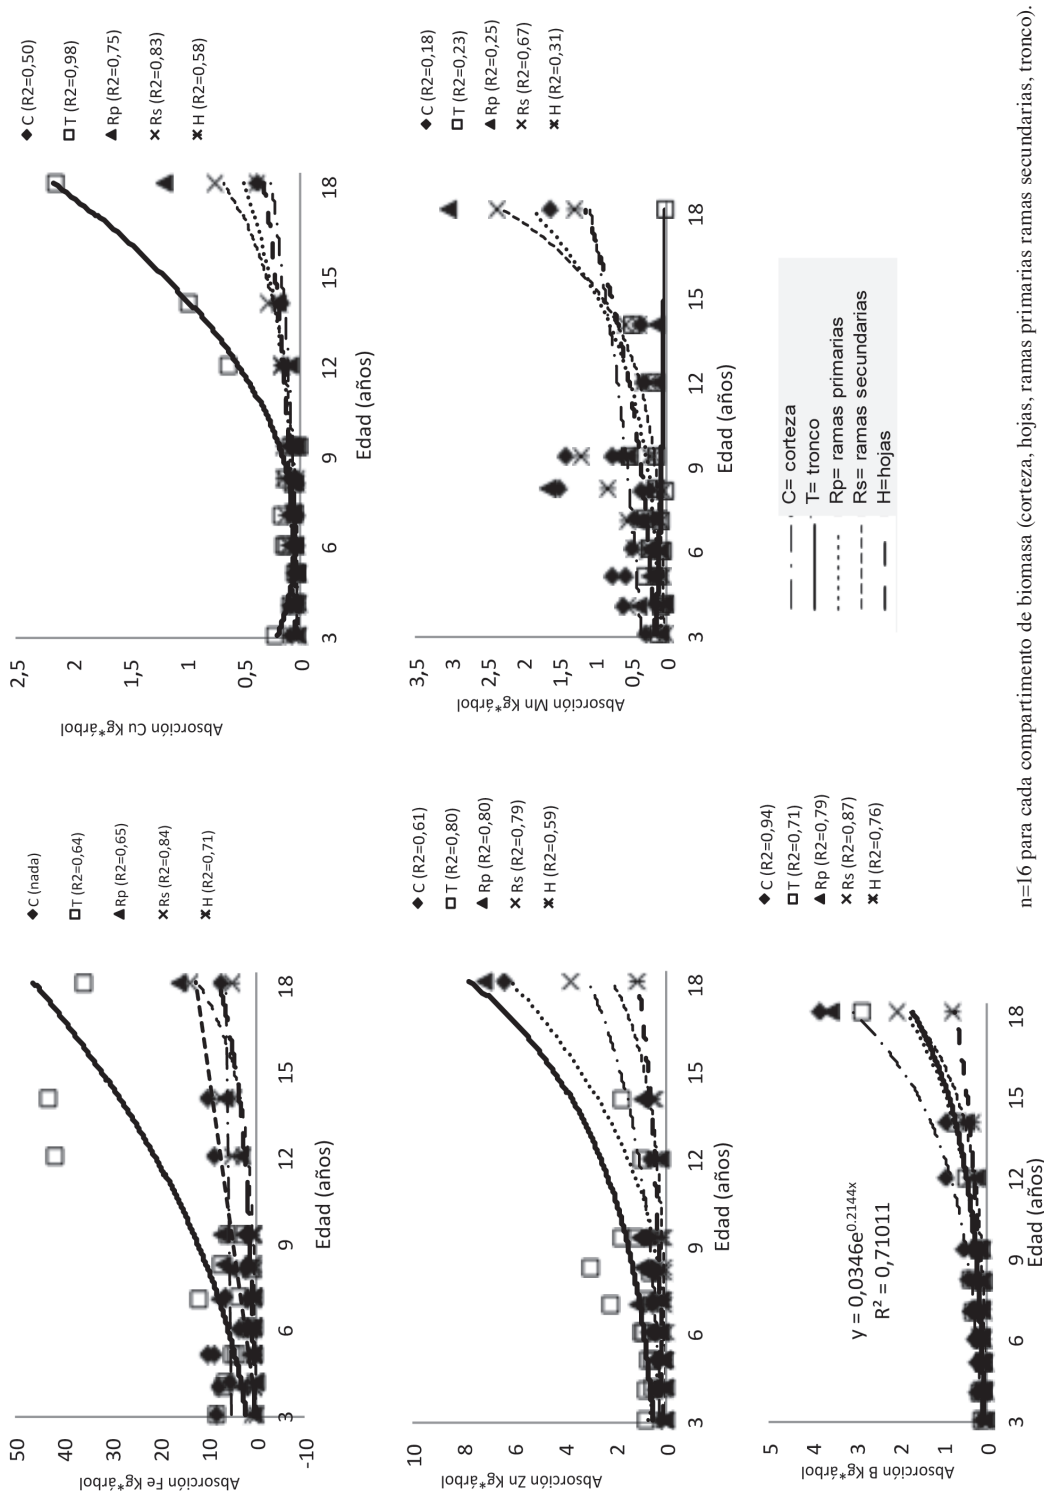 Absorción Fe Kg*árbol
50
40
30
20
10
0
-10
3
6
9
12
15
18
Edad (años)
C (nada)
T (R2=0,64)
Rp (R2=0,65)
Rs (R2=0,84)
H (R2=0,71)
Absorción Cu Kg*árbol
2,5
2
1,5
1
0,5
0
3
6
9
12
15
18
Edad (años)
C (R2=0,50)
T (R2=0,98)
Rp (R2=0,75)
Rs (R2=0,83)
H (R2=0,58)
Absorción Zn Kg*árbol
10
8
6
4
2
0
3
6
9
12
15
18
Edad (años)
C (R2=0,61)
T (R2=0,80)
Rp (R2=0,80)
Rs (R2=0,79)
H (R2=0,59)
Absorción Mn Kg*árbol
3,5
3
2,5
2
1,5
1
0,5
0
3
6
9
12
15
18
Edad (años)
C (R2=0,18)
T (R2=0,23)
Rp (R2=0,25)
Rs (R2=0,67)
H (R2=0,31)
Absorción B Kg*árbol
5
4
3
2
1
0
3
6
9
12
15
18
Edad (años)
y = 0,0346e^0.2144x
R² = 0,71011
C (R2=0,94)
T (R2=0,71)
Rp (R2=0,79)
Rs (R2=0,87)
H (R2=0,76)
C= corteza
T= tronco
Rp= ramas primarias
Rs= ramas secundarias
H=hojas
n=16 para cada compartimento de biomasa (corteza, hojas, ramas primarias ramas secundarias, tronco).